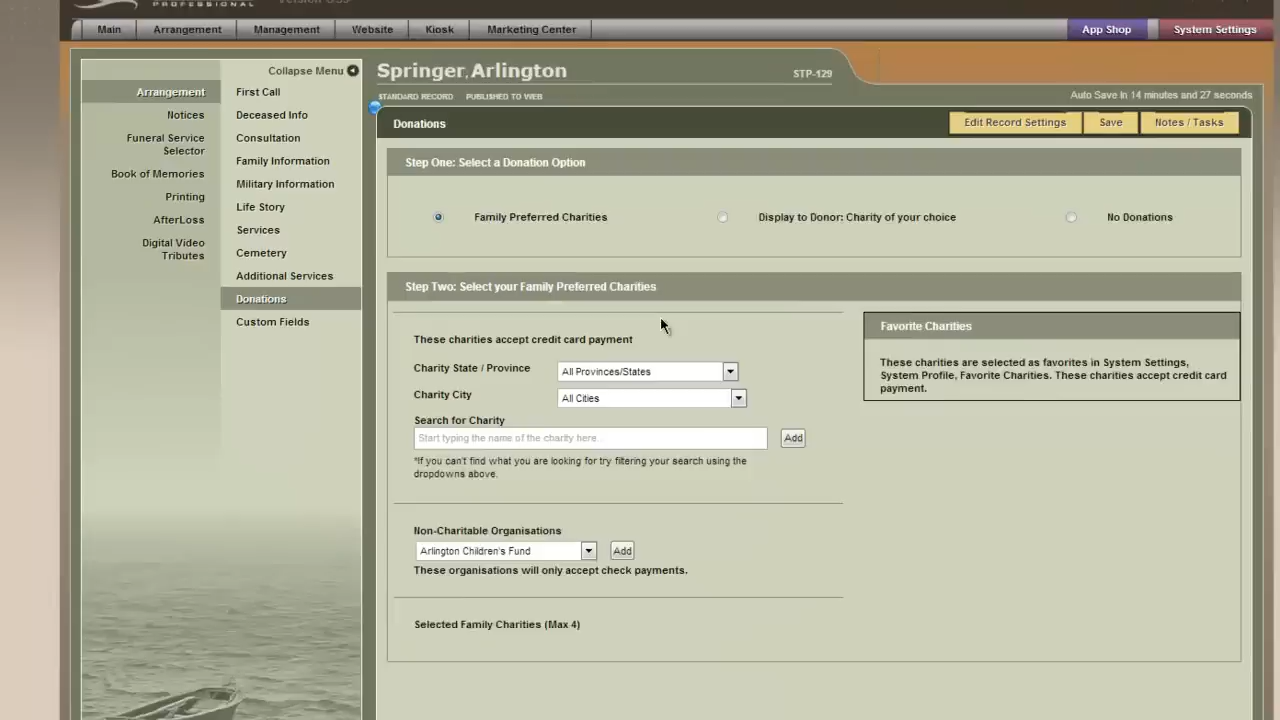 PROFESSIONAL
Main
Arrangement
Management
Website
Kiosk
Marketing Center
App Shop
System Settings
Collapse Menu
Arrangement
Notices
Funeral Service
Selector
Book of Memories
Printing
AfterLoss
Digital Video
Tributes
First Call
Deceased Info
Consultation
Family Information
Military Information
Life Story
Services
Cemetery
Additional Services
Donations
Custom Fields
Springer, Arlington
STP-129
STANDARD RECORD PUBLISHED TO WEB
Auto Save in 14 minutes and 27 seconds
Donations
Edit Record Settings
Save
Notes / Tasks
Step One: Select a Donation Option
Family Preferred Charities
Display to Donor: Charity of your choice
No Donations
Step Two: Select your Family Preferred Charities
These charities accept credit card payment
Charity State / Province
All Provinces/States
Charity City
All Cities
Search for Charity
Start typing the name of the charity here...
Add
*If you can't find what you are looking for try filtering your search using the
dropdowns above.
Non-Charitable Organisations
Arlington Children's Fund
Add
These organisations will only accept check payments.
Selected Family Charities (Max 4)
Favorite Charities
These charities are selected as favorites in System Settings,
System Profile, Favorite Charities. These charities accept credit card
payment.